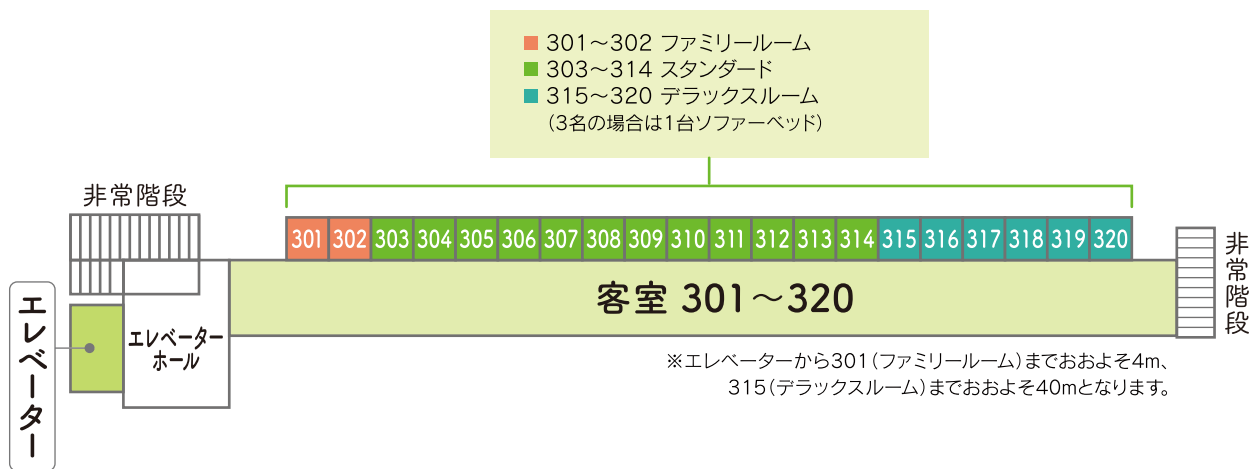 301～302 ファミリールーム
303～314 スタンダード
315～320 デラックスルーム
（3名の場合は1台ソファーベッド）
非常階段
301 302 303 304 305 306 307 308 309 310 311 312 313 314 315 316 317 318 319 320
非常階段
客室 301～320
エレベーター
エレベーター
ホール
※エレベーターから301（ファミリールーム）までおおよそ4m、
315（デラックスルーム）までおおよそ40mとなります。